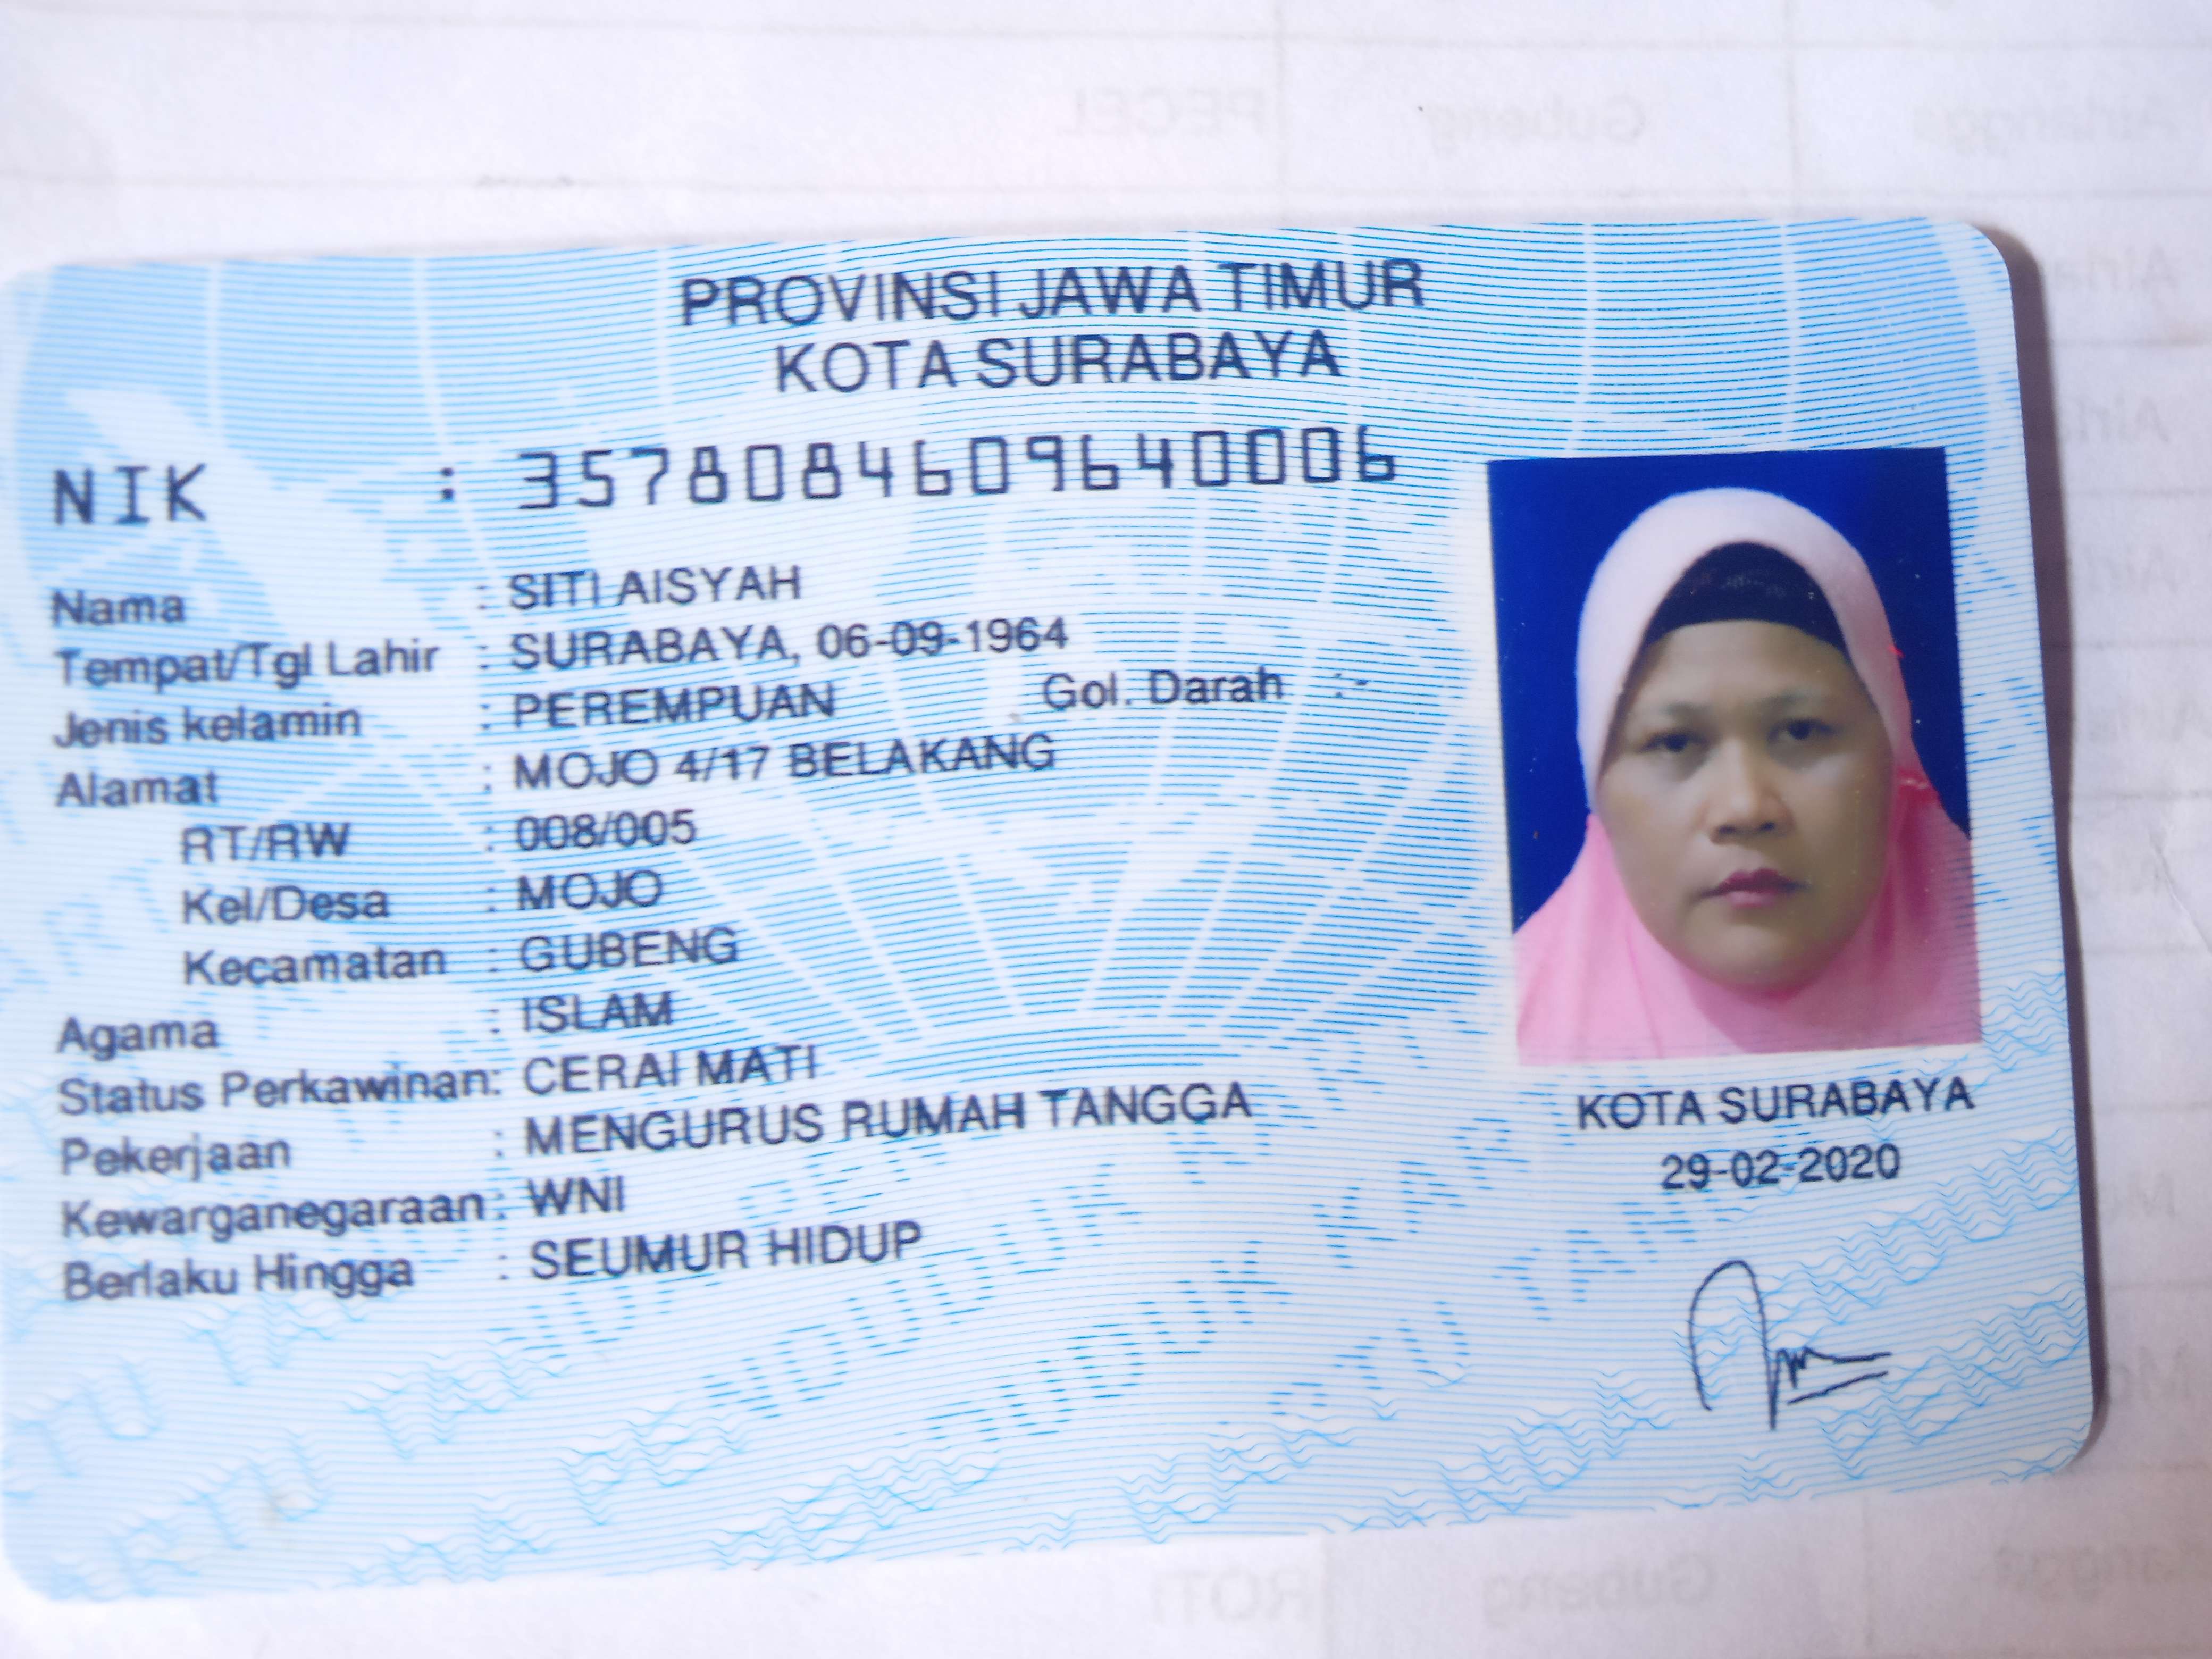 PROVINSI JAWA TIMUR
KOTA SURABAYA
NIK : 3578084609640006
Nama : SITI AISYAH
Tempat/Tgl Lahir : SURABAYA, 06-09-1964
Jenis kelamin : PEREMPUAN Gol. Darah : -
Alamat : MOJO 4/17 BELAKANG
RT/RW : 008/005
Kel/Desa : MOJO
Kecamatan : GUBENG
Agama : ISLAM
Status Perkawinan: CERAI MATI
Pekerjaan : MENGURUS RUMAH TANGGA
Kewarganegaraan: WNI
Berlaku Hingga : SEUMUR HIDUP
KOTA SURABAYA
29-02-2020